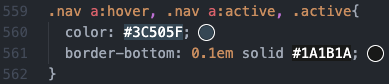 559 .nav a:hover, .nav a:active, .active{
560 color: #3C505F;
561 border-bottom: 0.1em solid #1A1B1A;
562 }